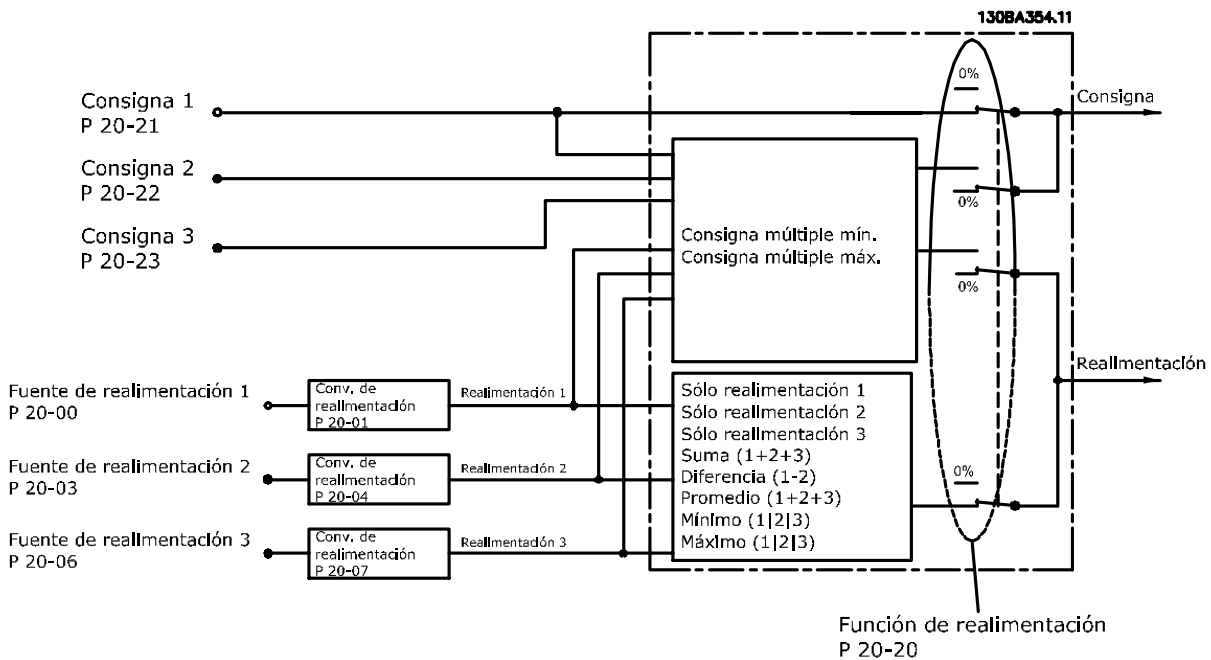 130BA354.11
Consigna 1
P 20-21
Consigna 2
P 20-22
Consigna 3
P 20-23
0%
Consigna
0%
0%
Consigna múltiple mín.
Consigna múltiple máx.
Realimentación
Fuente de realimentación 1
P 20-00
Conv. de
realimentación
P 20-01
Realimentación 1
Fuente de realimentación 2
P 20-03
Conv. de
realimentación
P 20-04
Realimentación 2
Fuente de realimentación 3
P 20-06
Conv. de
realimentación
P 20-07
Realimentación 3
Sólo realimentación 1
Sólo realimentación 2
Sólo realimentación 3
Suma (1+2+3)
Diferencia (1-2)
Promedio (1+2+3)
Mínimo (1|2|3)
Máximo (1|2|3)
0%
Función de realimentación
P 20-20